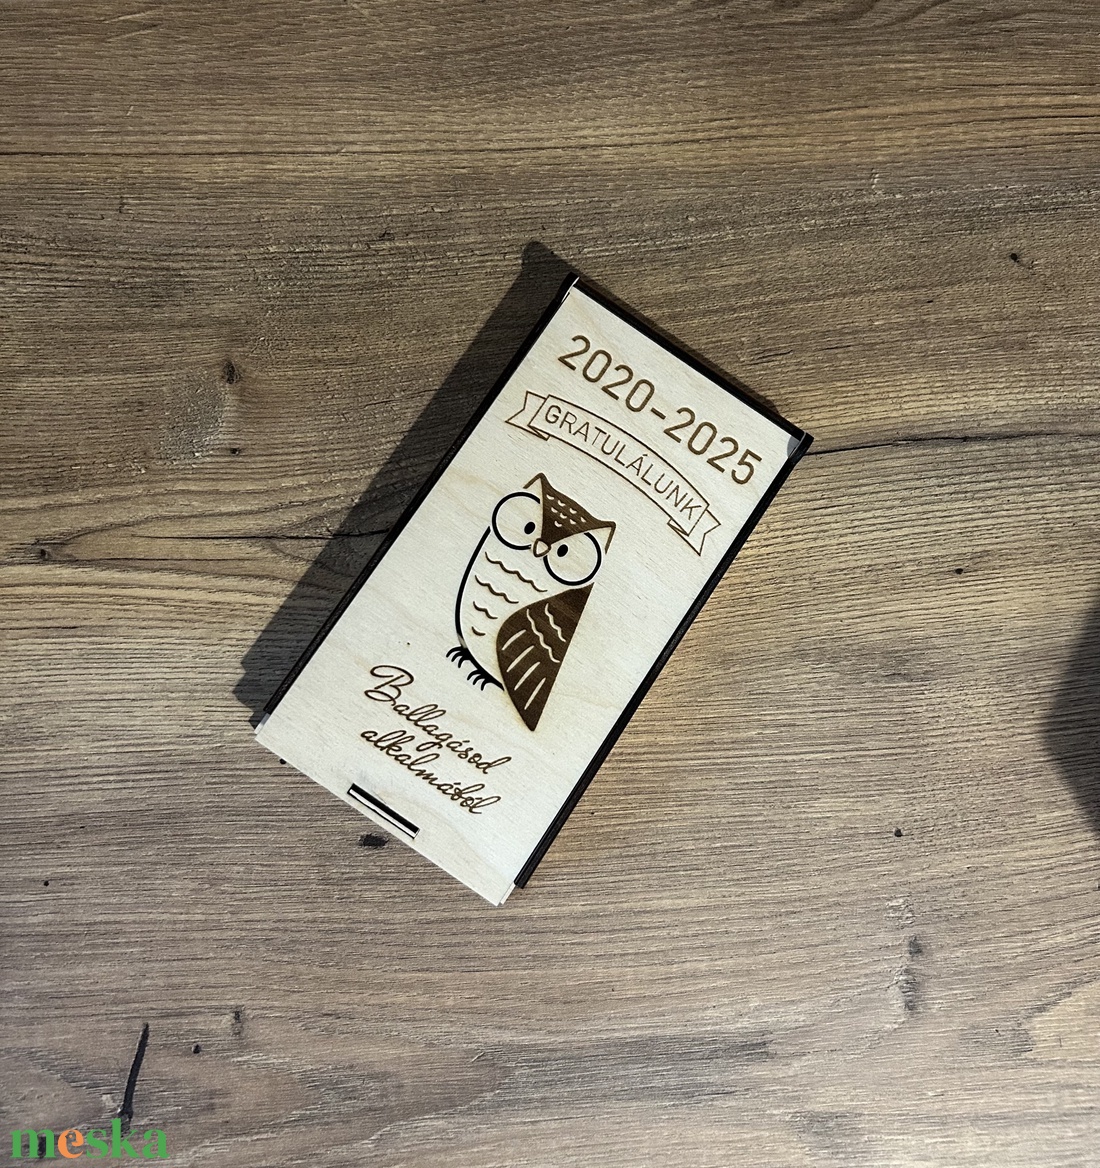 2020-2025
GRATULÁLUNK
Ballagásod
alkalmából
meska